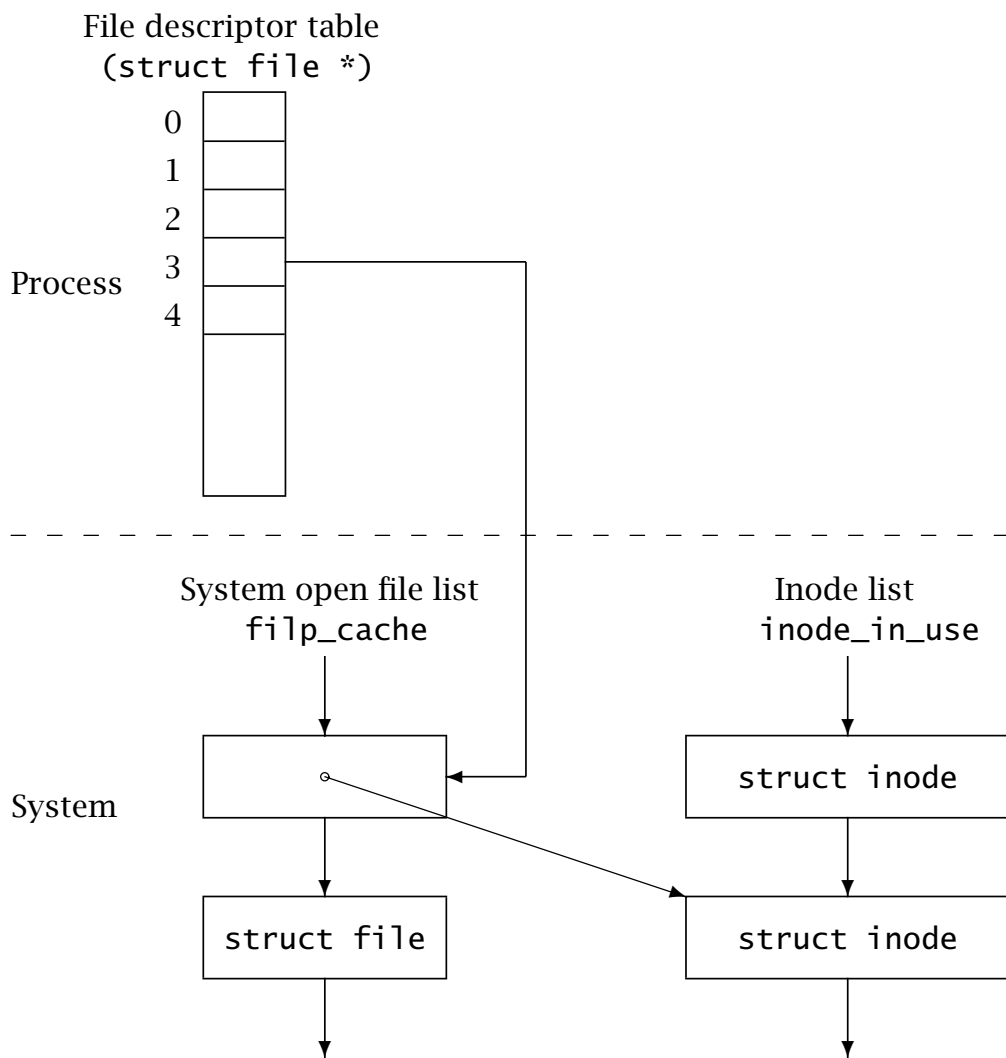 File descriptor table
(struct file *)
0
1
2
3
4
Process
System open file list
filp_cache
Inode list
inode_in_use
struct inode
System
struct file
struct inode